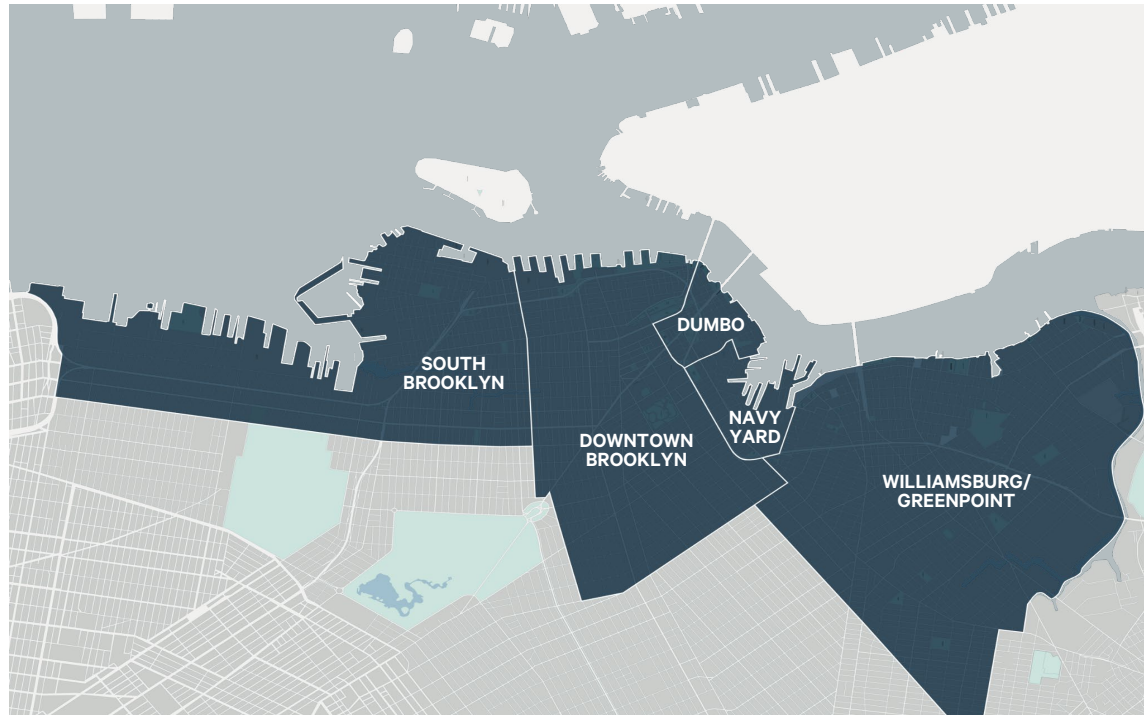 DUMBO
SOUTH
BROOKLYN
NAVY
YARD
DOWNTOWN
BROOKLYN
WILLIAMSBURG/
GREENPOINT